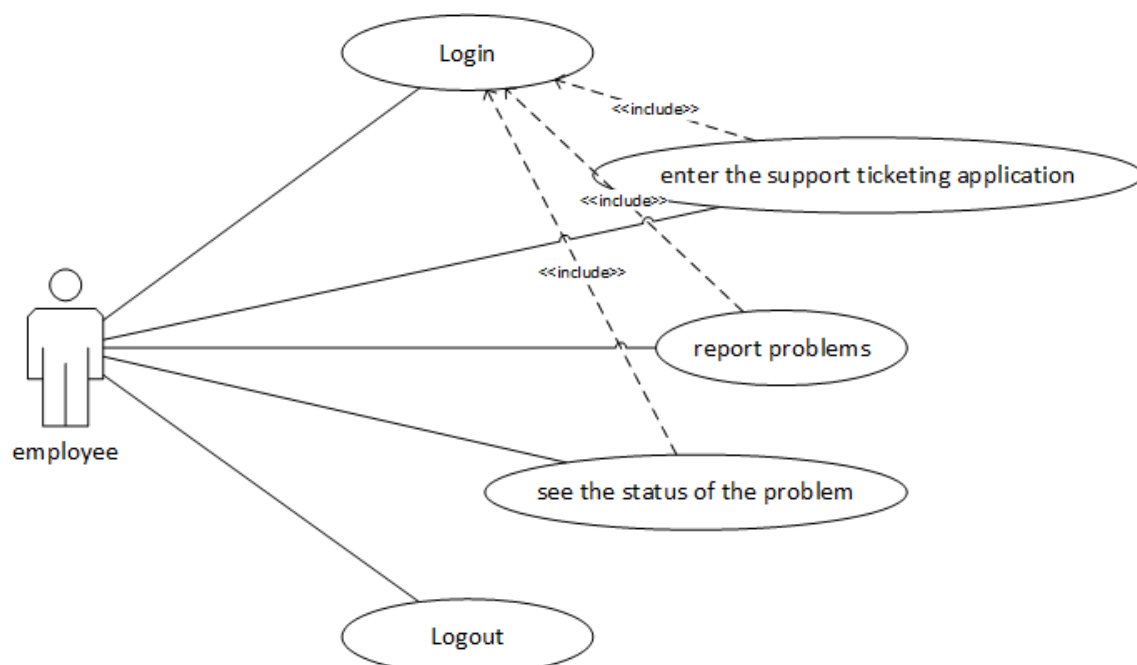 Login
<<include>>
enter the support ticketing application
<<include>>
<<include>>
report problems
employee
see the status of the problem
Logout